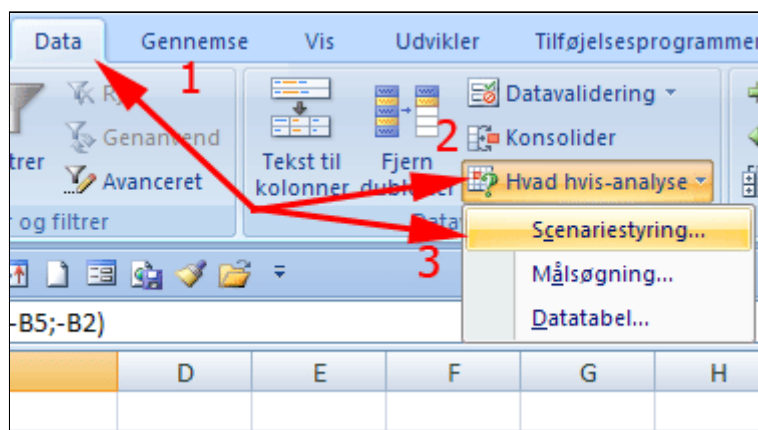 Data Gennemse Vis Udvikler Tilføjelsesprogrammer
1
Genanvend
trer
Avanceret
og filtrer
Tekst til
kolonner
Fjern
2
Datavalidering
Konsolider
Hvad hvis-analyse
3
Scenariestyring...
Målsøgning...
Datatabel...
-B5;-B2)
D E F G H